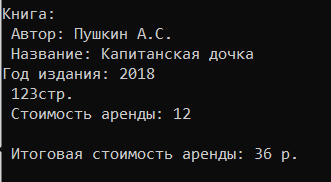 Книга:
Автор: Пушкин А.С.
Название: Капитанская дочка
Год издания: 2018
123стр.
Стоимость аренды: 12
Итоговая стоимость аренды: 36 р.